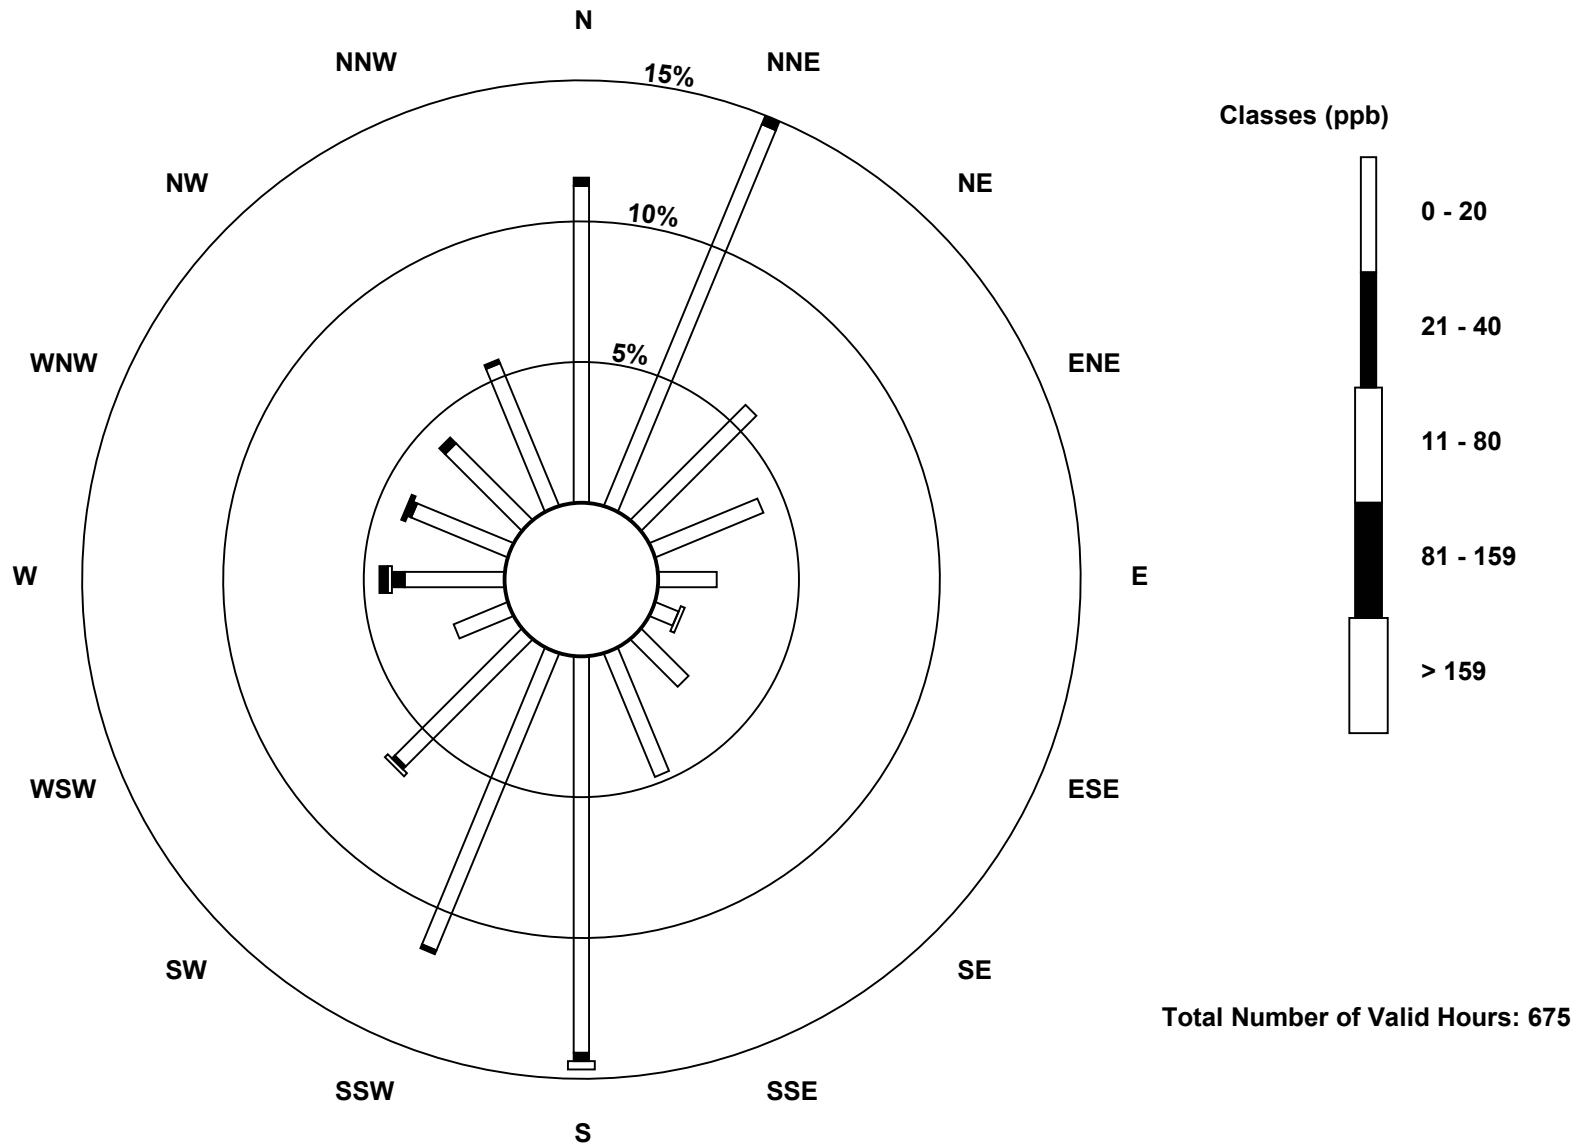 N
NNW
NNE
15%
Classes (ppb)
NW
NE
0 - 20
10%
21 - 40
5%
WNW
ENE
11 - 80
81 - 159
W
E
> 159
WSW
ESE
SW
SE
Total Number of Valid Hours: 675
SSW
SSE
S